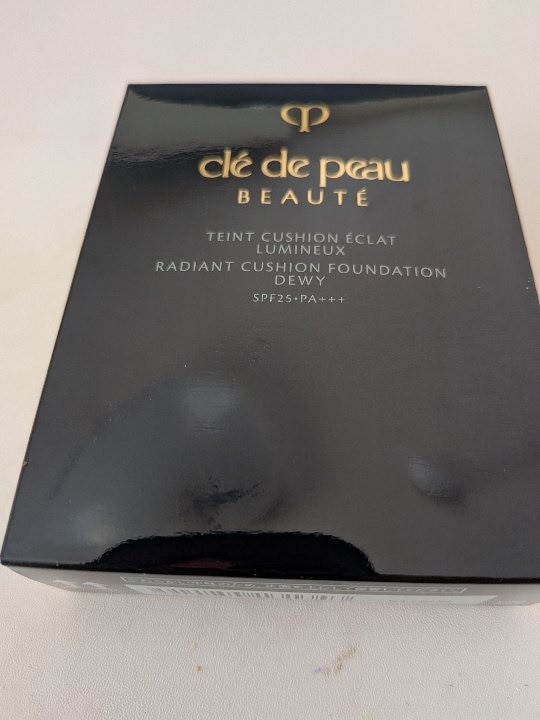 clé de peau
BEAUTÉ
TEINT CUSHION ÉCLAT
LUMINEUX
RADIANT CUSHION FOUNDATION
DEWY
SPF25•PA+++